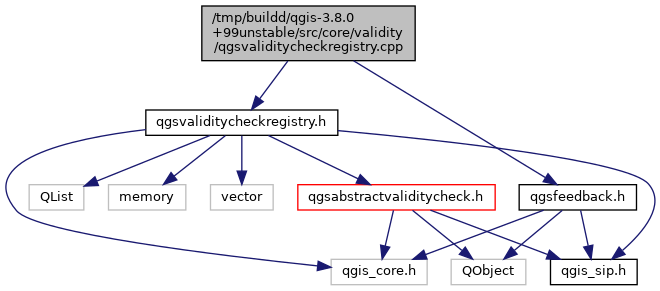 /tmp/buildd/qgis-3.8.0
+99unstable/src/core/validity
/qgsvaliditycheckregistry.cpp
qgsvaliditycheckregistry.h
QList
memory
vector
qgsabstractvaliditycheck.h
qgsfeedback.h
qgis_core.h
QObject
qgis_sip.h